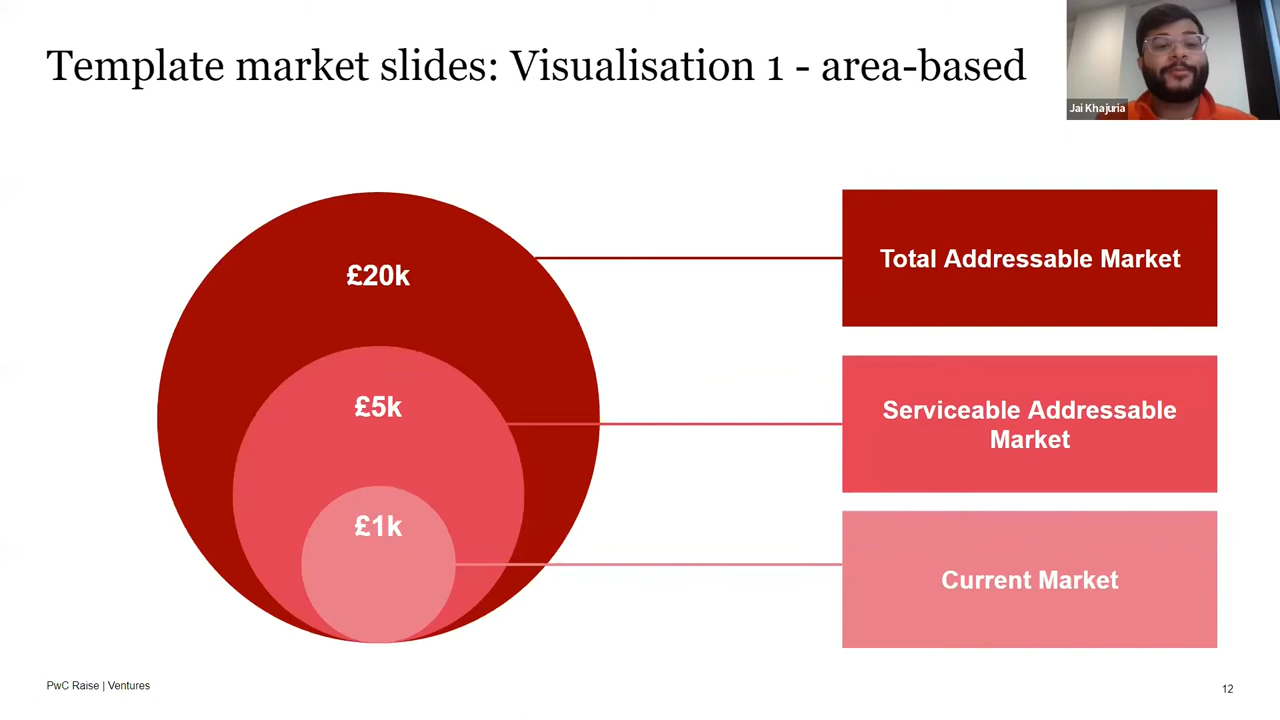 Template market slides: Visualisation 1 - area-based
Jai Khajuria
£20k
£5k
£1k
Total Addressable Market
Serviceable Addressable
Market
Current Market
PwC Raise | Ventures
12